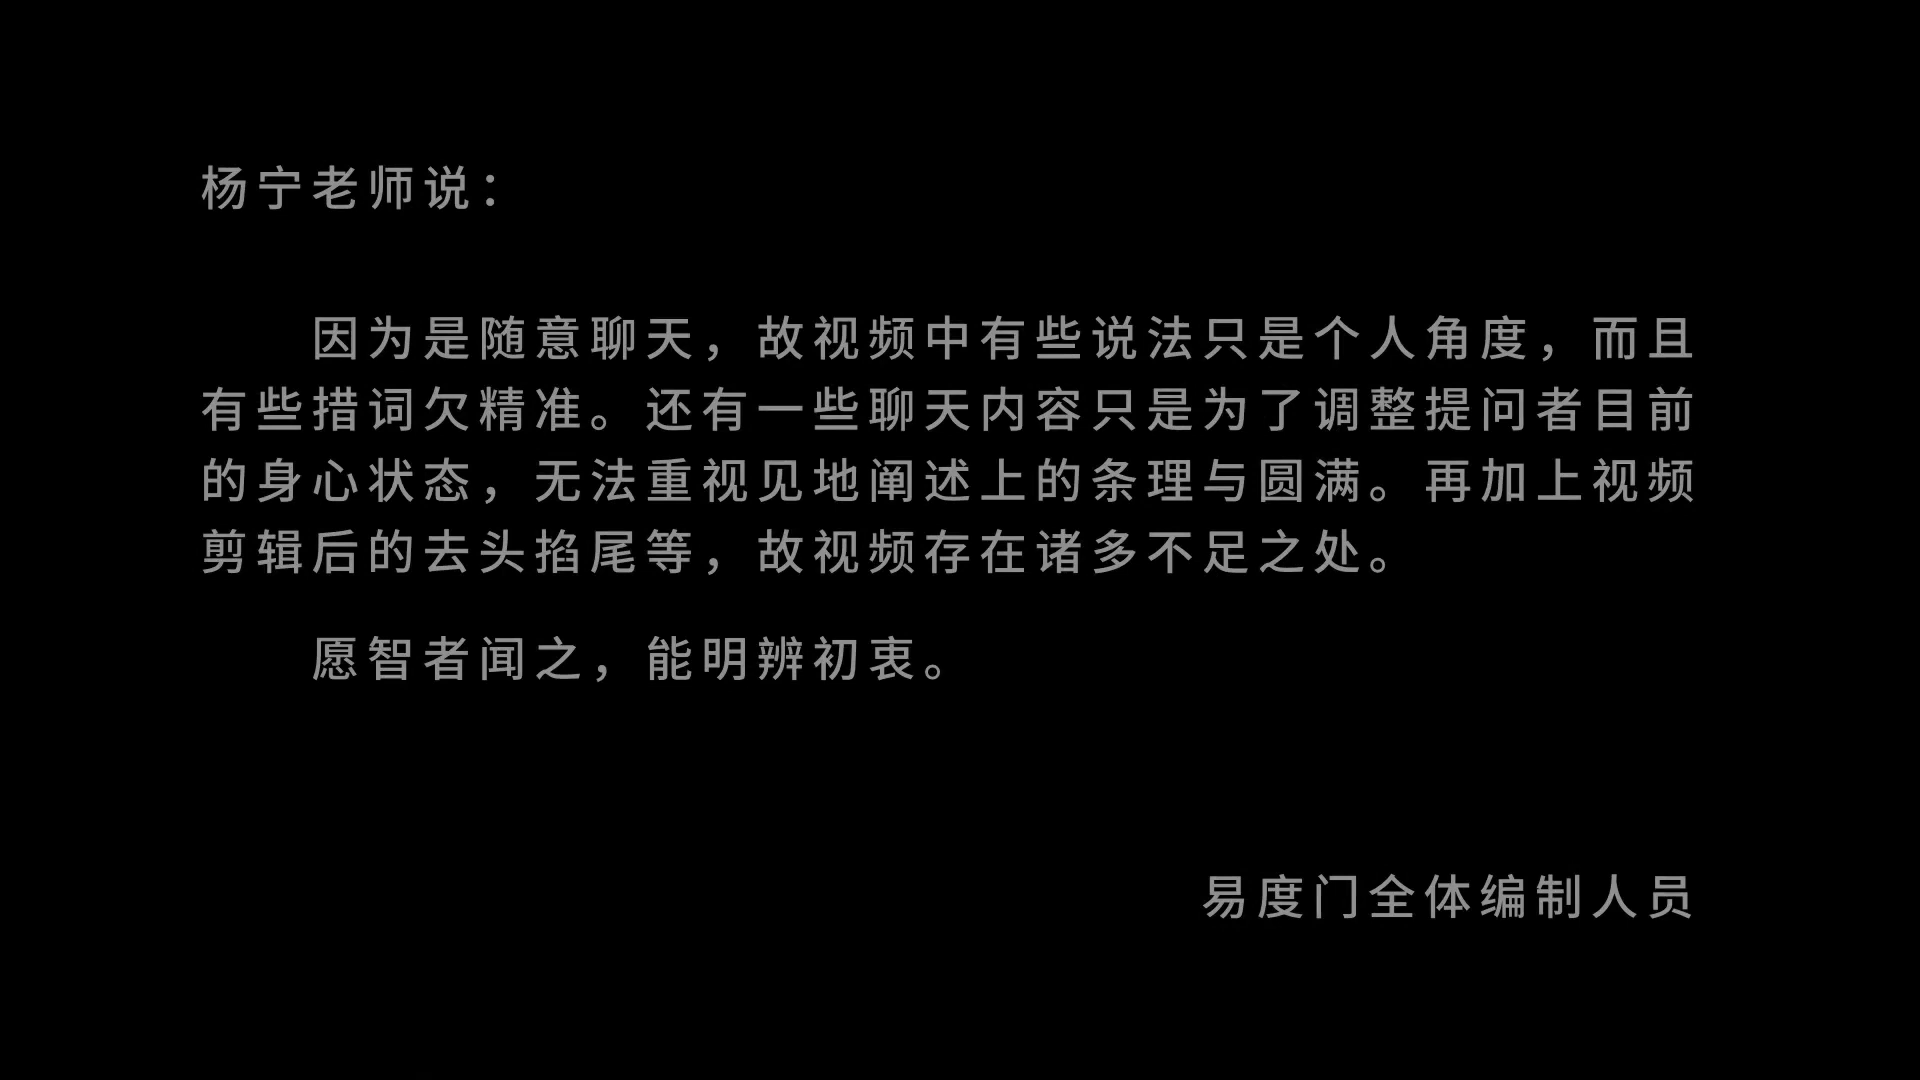 杨宁老师说：
因为是随意聊天，故视频中有些说法只是个人角度，而且
有些措词欠精准。还有一些聊天内容只是为了调整提问者目前
的身心状态，无法重视见地阐述上的条理与圆满。再加上视频
剪辑后的去头掐尾等，故视频存在诸多不足之处。
愿智者闻之，能明辨初衷。
易度门全体编制人员